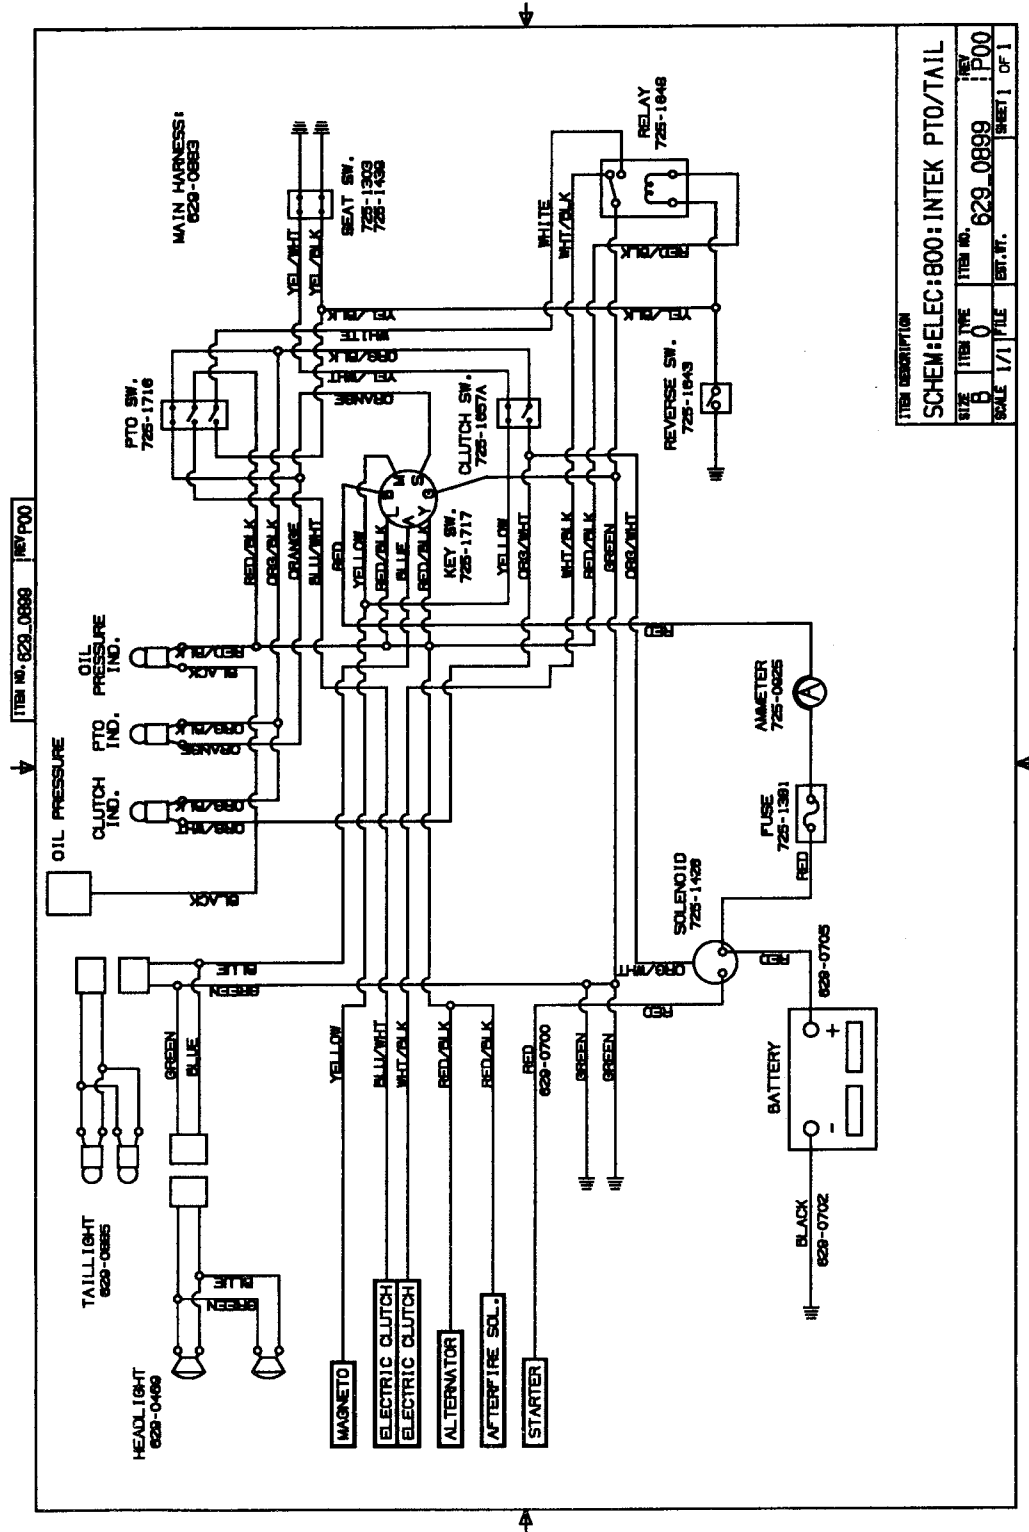 ITEM NO. 629_0899 REV P00
MAIN HARNESS:
629-0883
PTO SW.
725-1716
SEAT SW.
725-1303
725-1439
YEL/WHT
YEL/BLK
YEL/BLK
WHITE
ORG/BLK
YEL/WHT
ORANGE
WHITE
WHT/BLK
RELAY
725-1648
RED/BLK
YEL/BLK
REVERSE SW.
725-1643
CLUTCH SW.
725-1657A
KEY SW.
725-1717
B
M
S
G
L
A
Y
RED/BLK
ORG/BLK
ORANGE
BLU/WHT
RED
YELLOW
RED/BLK
BLUE
RED/BLK
YELLOW
ORG/WHT
WHT/BLK
RED/BLK
GREEN
ORG/WHT
OIL PRESSURE
OIL
PRESSURE
IND.
PTO
IND.
CLUTCH
IND.
RED/BLK
BLACK
ORG/BLK
ORANGE
ORG/BLK
ORG/WHT
BLACK
RED
AMMETER
725-0925
A
FUSE
725-1381
RED
SOLENOID
725-1426
ORG/WHT
RED
RED
629-0705
BLUE
GREEN
GREEN
BLUE
TAILLIGHT
629-0885
HEADLIGHT
629-0469
BLUE
GREEN
YELLOW
BLU/WHT
WHT/BLK
RED/BLK
RED/BLK
RED
629-0700
GREEN
GREEN
BATTERY
+
-
BLACK
629-0702
MAGNETO
ELECTRIC CLUTCH
ELECTRIC CLUTCH
ALTERNATOR
AFTERFIRE SOL.
STARTER
ITEM DESCRIPTION
SCHEM:ELEC:800:INTEK PTO/TAIL
SIZE B ITEM TYPE O ITEM NO. 629_0899 REV P00
SCALE 1/1 FILE EST.WT. SHEET 1 OF 1